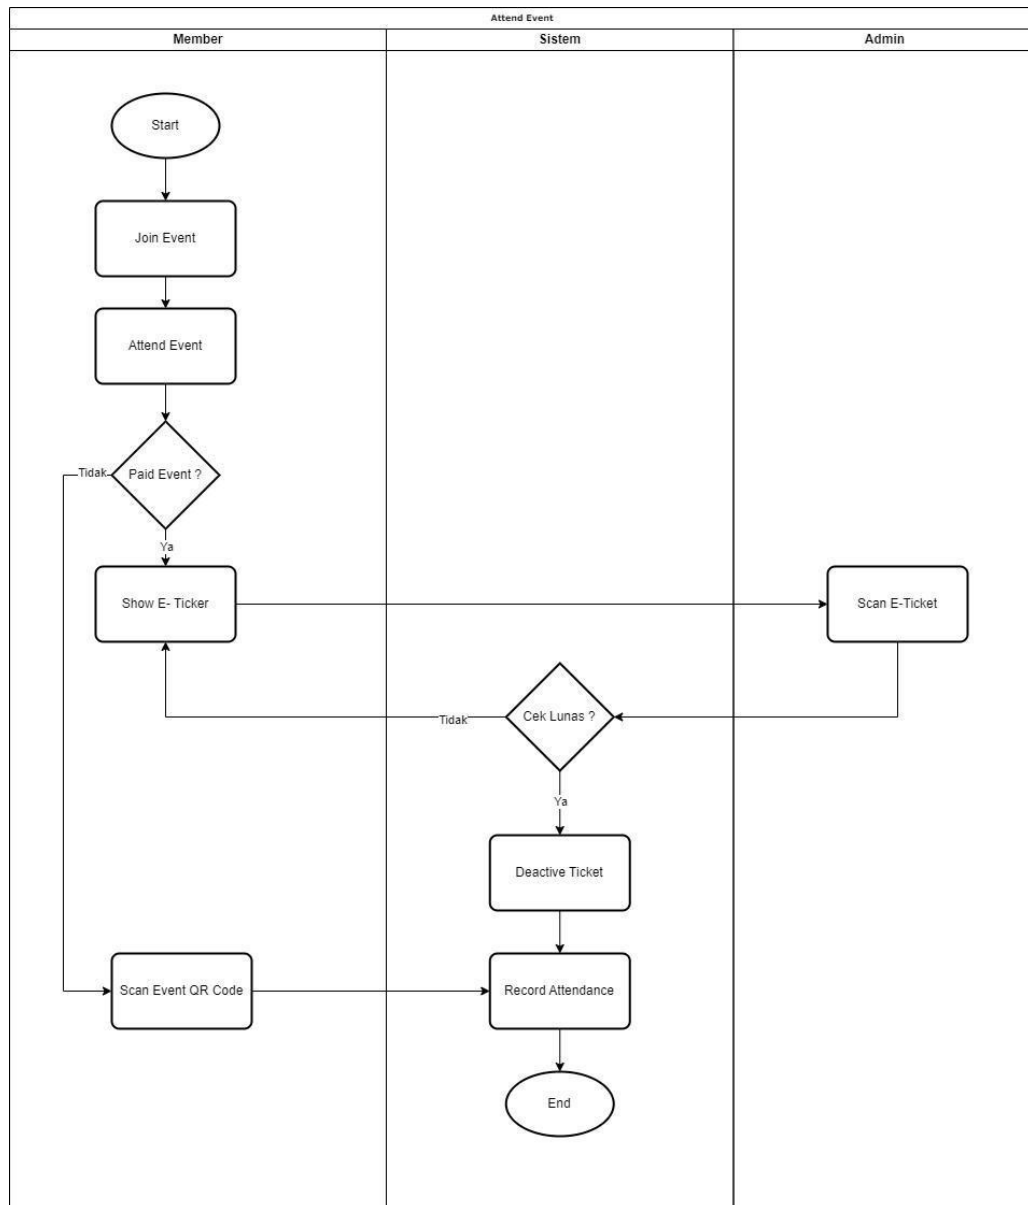 Attend Event
Member
Sistem
Admin
Start
Join Event
Attend Event
Tidak
Paid Event ?
Ya
Show E- Ticker
Scan E-Ticket
Tidak
Cek Lunas ?
Ya
Deactive Ticket
Scan Event QR Code
Record Attendance
End